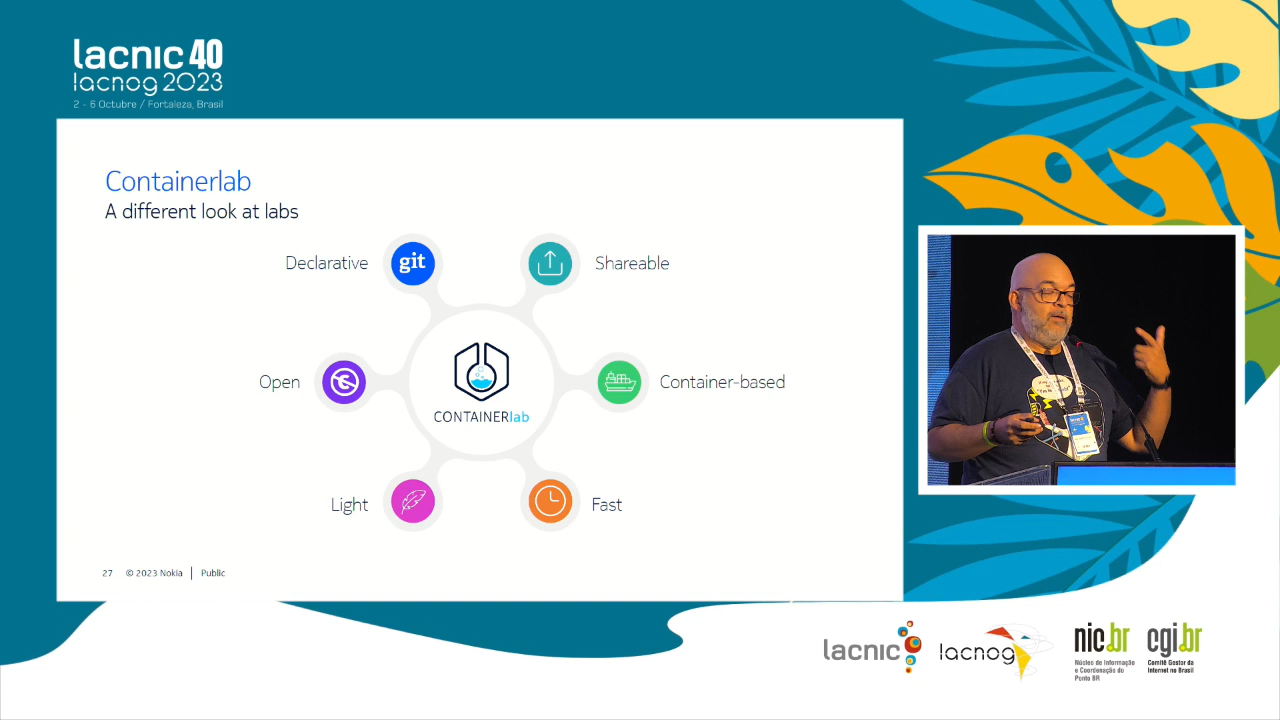 lacnic 40
lacnog 2023
2 - 6 Octubre / Fortaleza, Brasil
Containerlab
A different look at labs
Declarative
git
Shareable
Open
Container-based
CONTAINERlab
Light
Fast
27 © 2023 Nokia | Public
lacnic
lacnog
nic.br
Núcleo de Informação
e Coordenação do
Ponto BR
cgi.br
Comitê Gestor da
Internet no Brasil